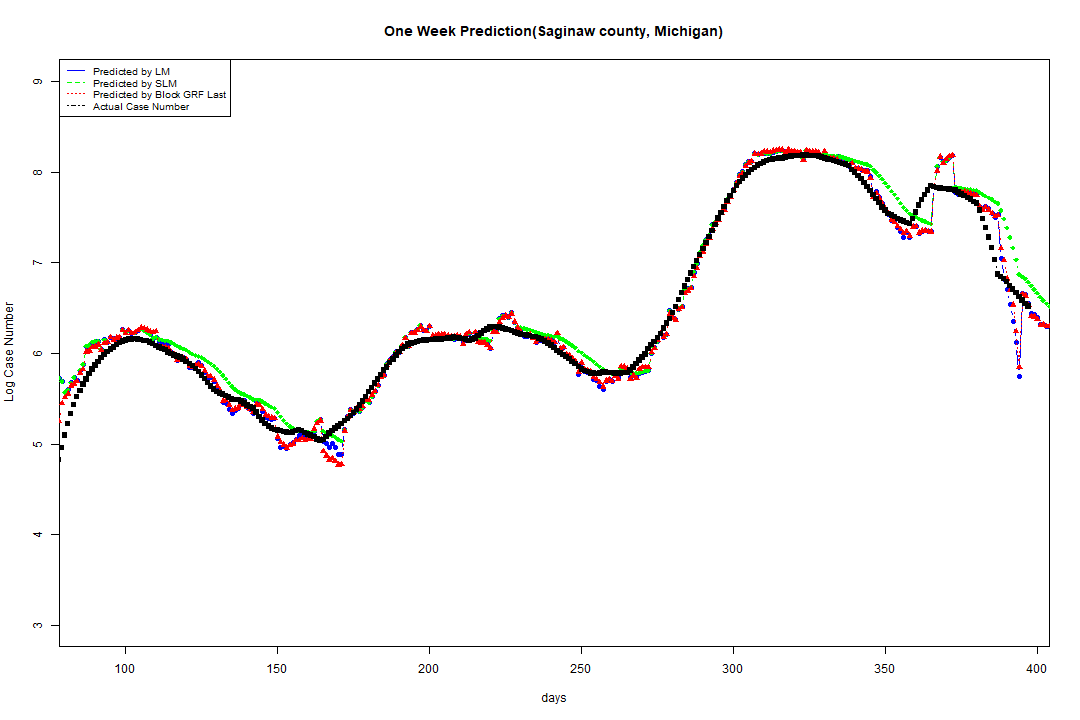 One Week Prediction(Saginaw county, Michigan)
Predicted by LM
Predicted by SLM
Predicted by Block GRF Last
Actual Case Number
9
8
7
6
5
4
3
Log Case Number
100 150 200 250 300 350 400
days